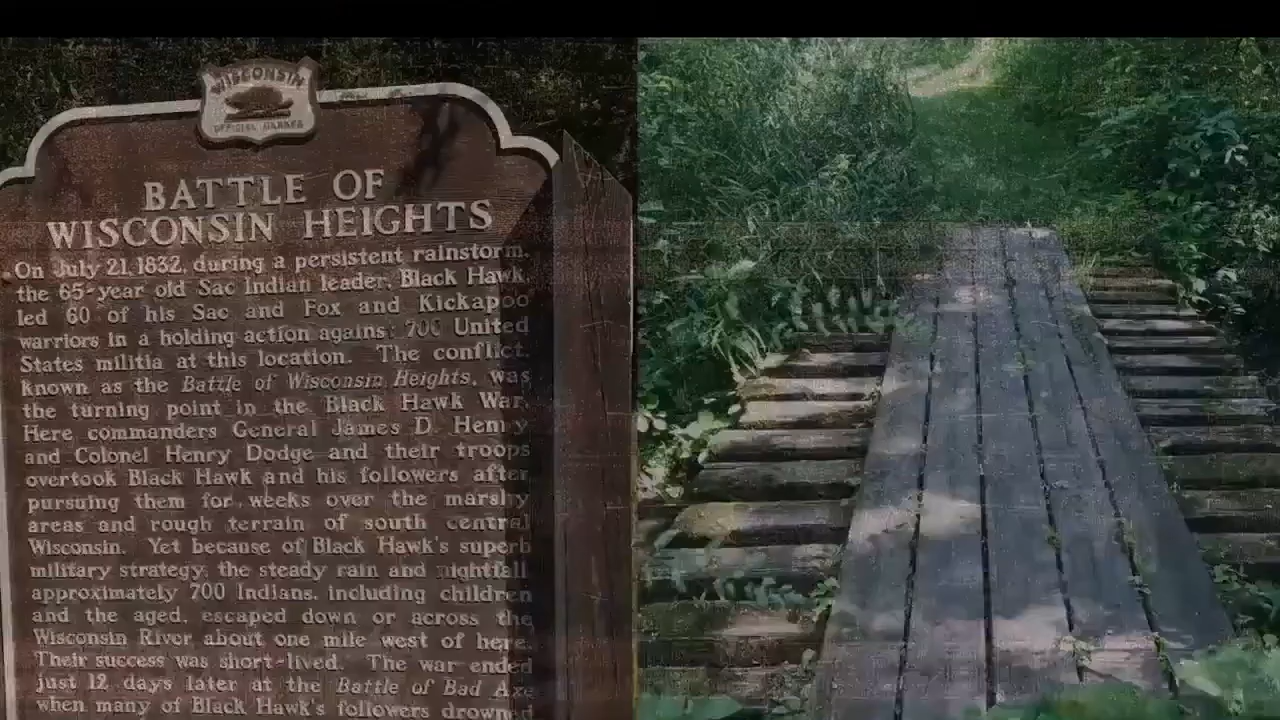 WISCONSIN
OFFICIAL MARKER
BATTLE OF
WISCONSIN HEIGHTS
On July 21, 1832, during a persistent rainstorm,
the 65-year old Sac Indian leader, Black Hawk,
led 60 of his Sac and Fox and Kickapoo
warriors in a holding action against 700 United
States militia at this location. The conflict,
known as the Battle of Wisconsin Heights, was
the turning point in the Black Hawk War.
Here commanders General James D. Henry
and Colonel Henry Dodge and their troops
overtook Black Hawk and his followers after
pursuing them for weeks over the marshy
areas and rough terrain of south central
Wisconsin. Yet because of Black Hawk's superb
military strategy, the steady rain and nightfall
approximately 700 Indians, including children
and the aged, escaped down or across the
Wisconsin River about one mile west of here.
Their success was short-lived. The war ended
just 12 days later at the Battle of Bad Axe
when many of Black Hawk's followers drowned